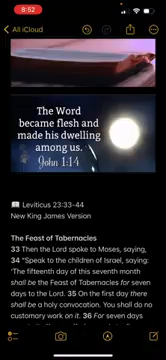 8:52
All iCloud
The Word
became flesh and
made his dwelling
among us.
John 1:14
Leviticus 23:33-44
New King James Version
The Feast of Tabernacles
33 Then the Lord spoke to Moses, saying,
34 “Speak to the children of Israel, saying:
‘The fifteenth day of this seventh month
shall be the Feast of Tabernacles for seven
days to the Lord. 35 On the first day there
shall be a holy convocation. You shall do no
customary work on it. 36 For seven days